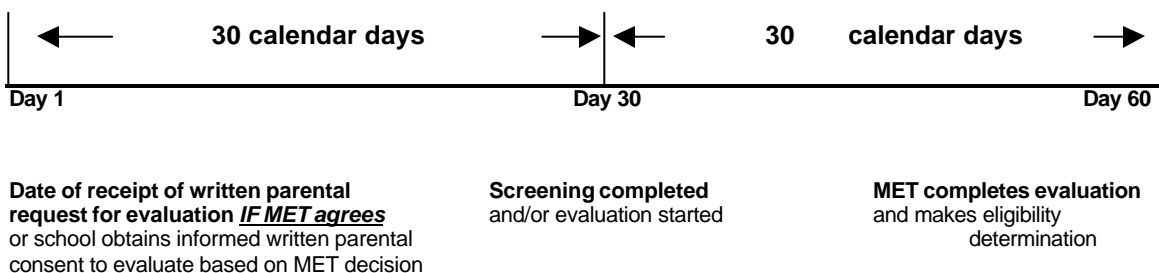 30 calendar days 30 calendar days
Day 1 Day 30 Day 60
Date of receipt of written parental
request for evaluation IF MET agrees
or school obtains informed written parental
consent to evaluate based on MET decision
Screening completed
and/or evaluation started
MET completes evaluation
and makes eligibility
determination